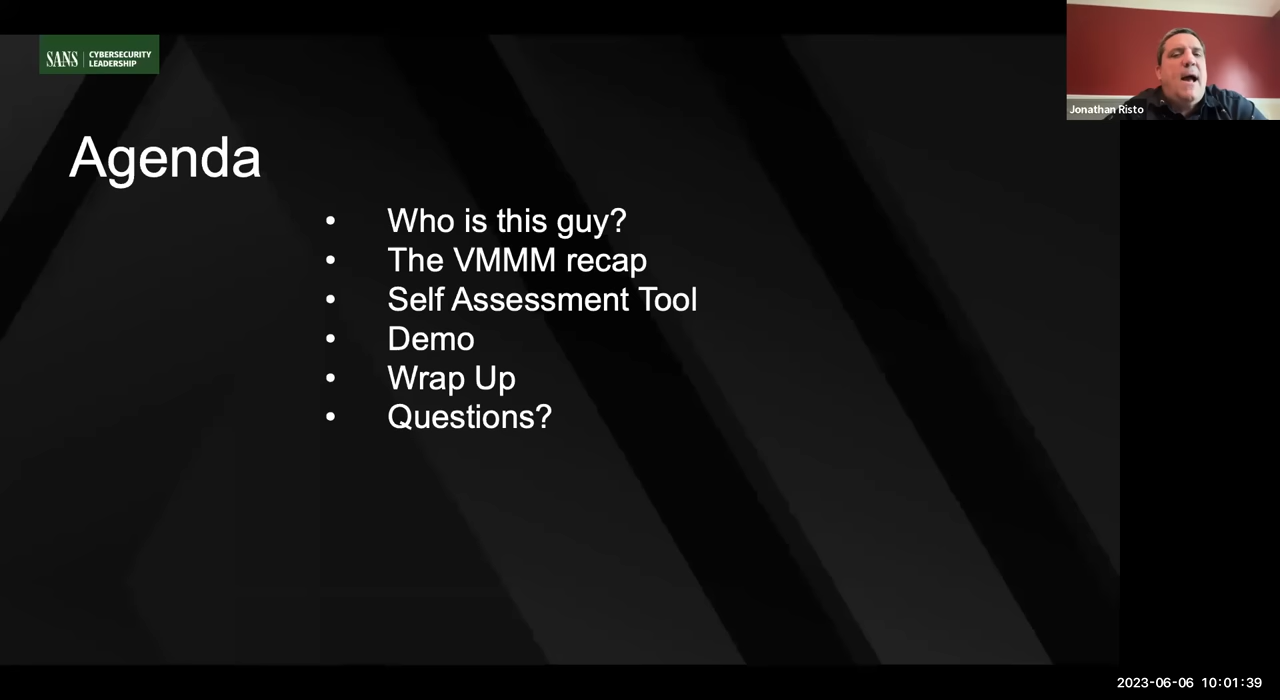 SANS | CYBERSECURITY
LEADERSHIP
Jonathan Risto
Agenda
• Who is this guy?
• The VMMM recap
• Self Assessment Tool
• Demo
• Wrap Up
• Questions?
2023-06-06 10:01:39